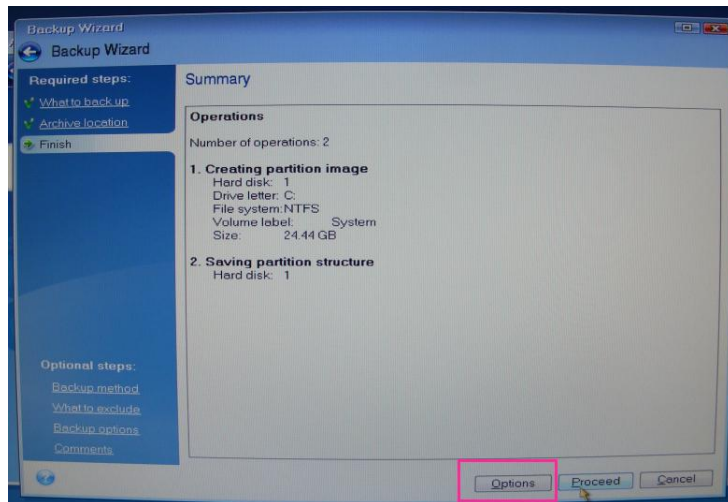 Backup Wizard
Backup Wizard
Required steps:
What to back up
Archive location
Finish
Summary
Operations
Number of operations: 2
1. Creating partition image
Hard disk: 1
Drive letter: C:
File system: NTFS
Volume label: System
Size: 24.44 GB
2. Saving partition structure
Hard disk: 1
Optional steps:
Backup method
What to exclude
Backup options
Comments
Options
Proceed
Cancel